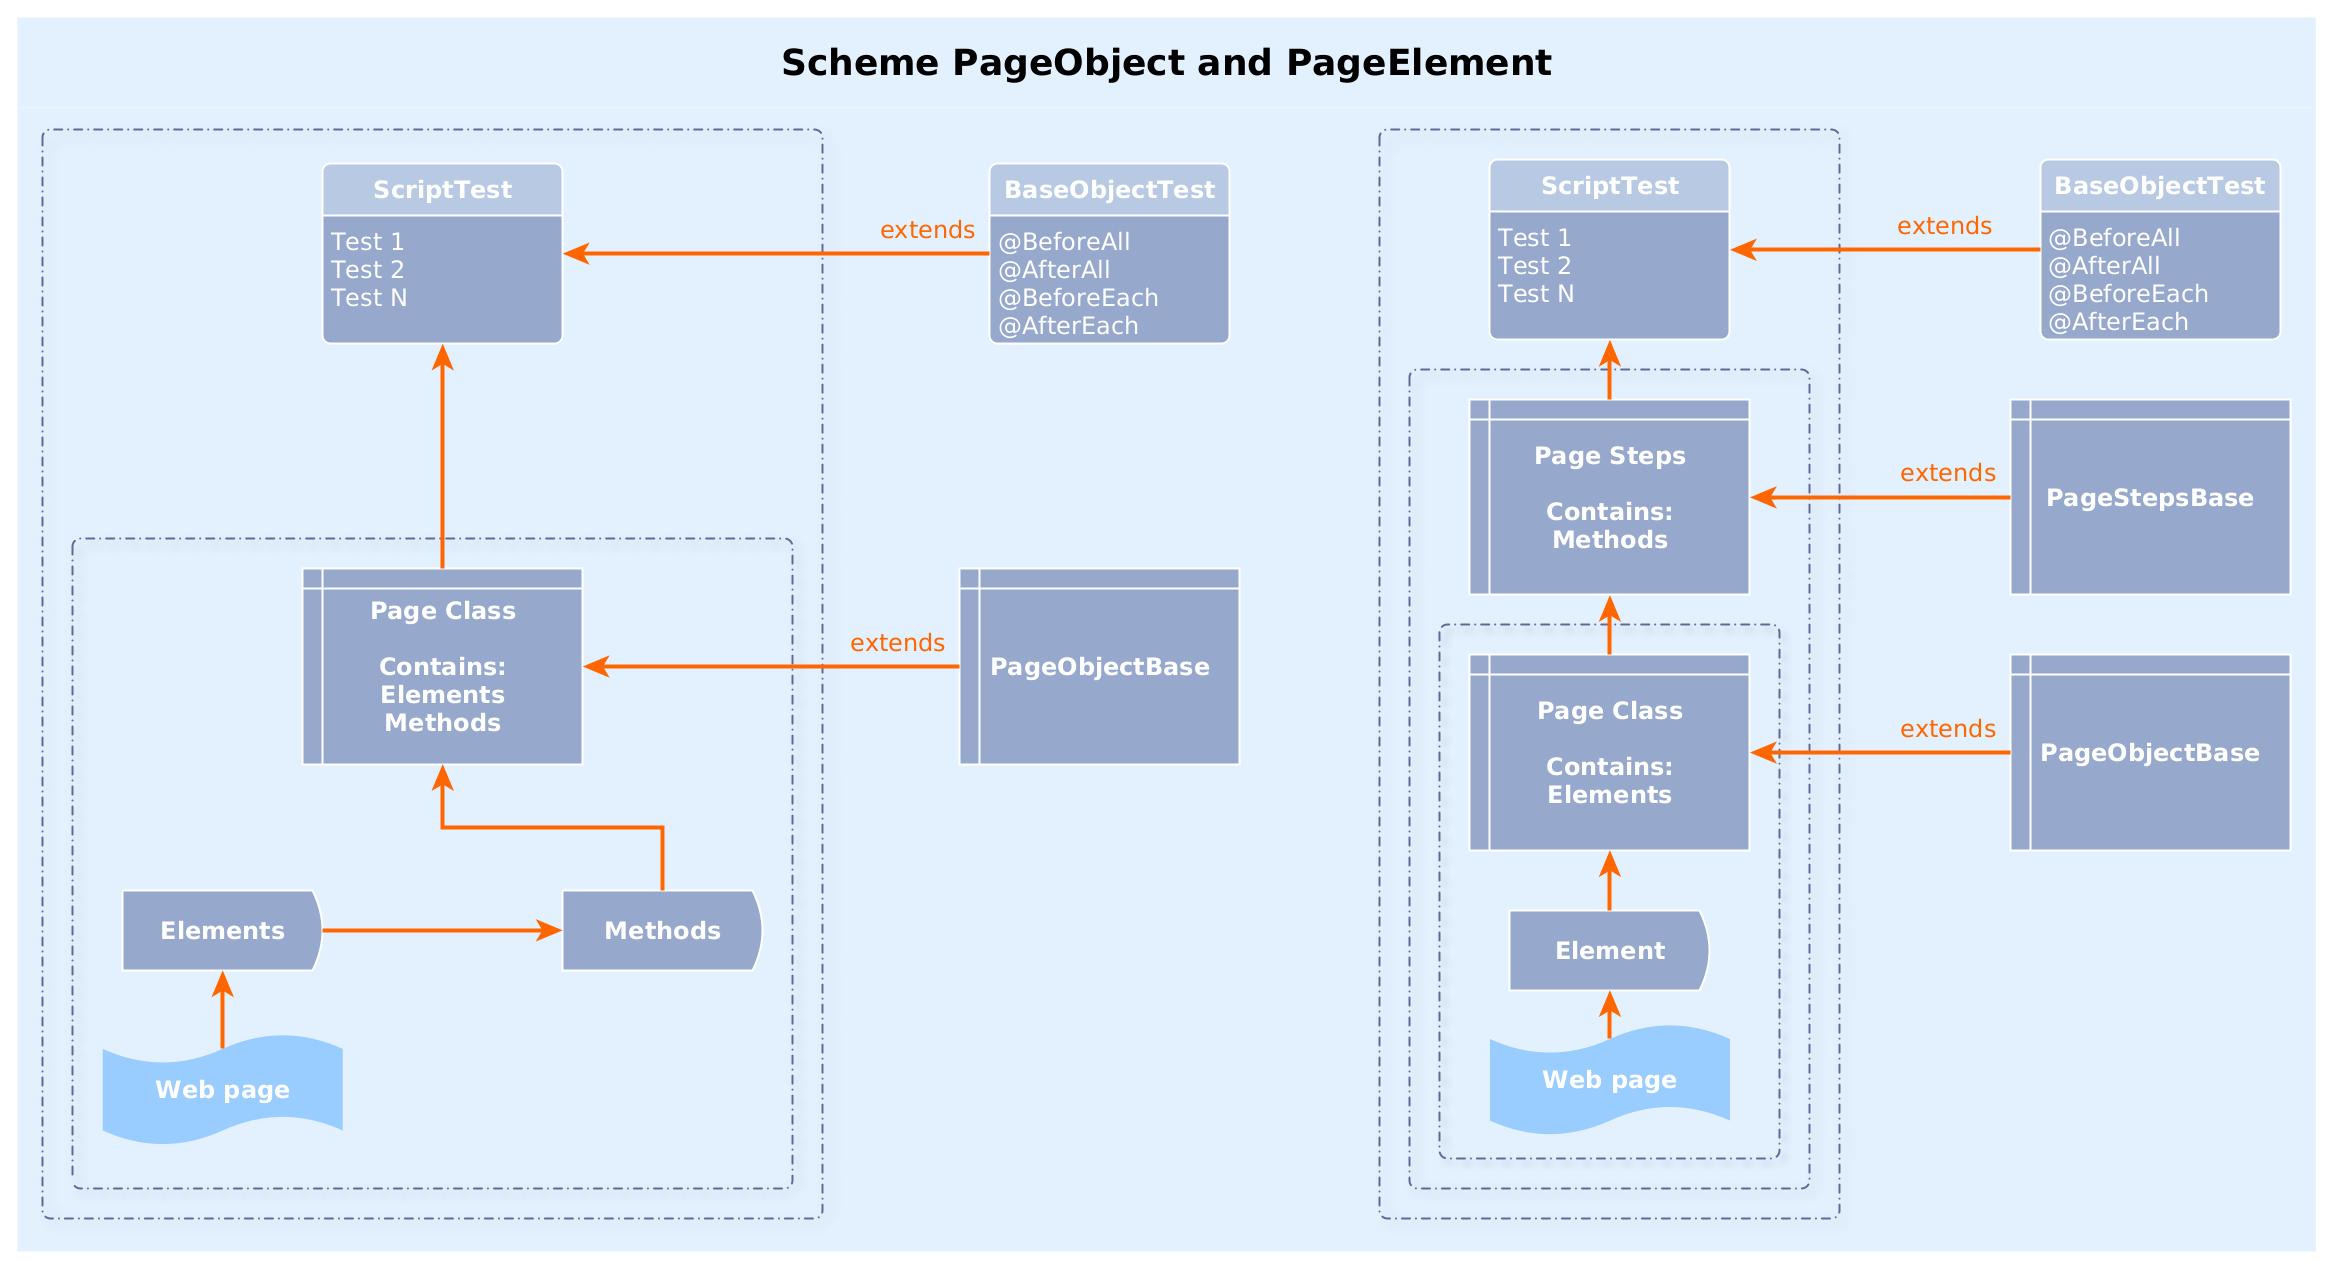 Scheme PageObject and PageElement
ScriptTest
Test 1
Test 2
Test N
extends
BaseObjectTest
@BeforeAll
@AfterAll
@BeforeEach
@AfterEach
Page Class
Contains:
Elements
Methods
extends
PageObjectBase
Elements
Methods
Web page
ScriptTest
Test 1
Test 2
Test N
extends
BaseObjectTest
@BeforeAll
@AfterAll
@BeforeEach
@AfterEach
Page Steps
Contains:
Methods
extends
PageStepsBase
Page Class
Contains:
Elements
extends
PageObjectBase
Element
Web page